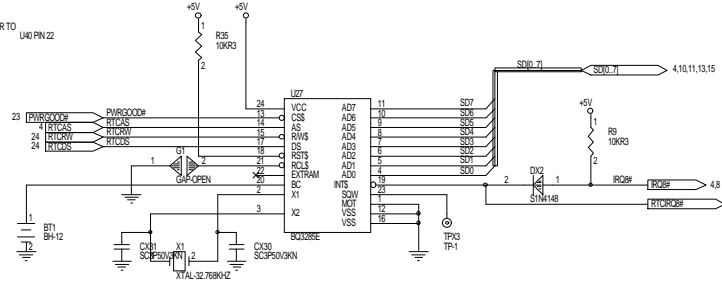 R TO
U40 PIN 22
+5V
+5V
1
R35
10KR3
2
U27
SD[0..7]
SD[0..7]
4,10,11,13,15
24
VCC
AD7
11
SD7
23
PWRGOOD#
PWRGOOD#
13
CS$
AD6
10
SD6
4
RTCAS
RTCAS
14
AS
AD5
9
SD5
24
RTCRW
RTCRW
15
RW$
AD4
8
SD4
24
RTCDS
RTCDS
17
DS
AD3
7
SD3
18
RST$
AD2
6
SD2
21
RCL$
AD1
5
SD1
22
EXTRAM
AD0
4
SD0
20
BC
INT$
19
2
X1
SQW
23
MOT
1
3
X2
VSS
12
VSS
16
BQ3285E
G1
1
2
GAP-OPEN
+5V
1
R9
10KR3
2
DX2
2
1
S1N4148
IRQ8#
IRQ8#
4,8
RTCIRQ8#
TPX3
TP-1
1
BT1
BH-12
2
CX31
SC3P50V3KN
X1
1
2
XTAL-32.768KHZ
CX30
SC3P50V3KN